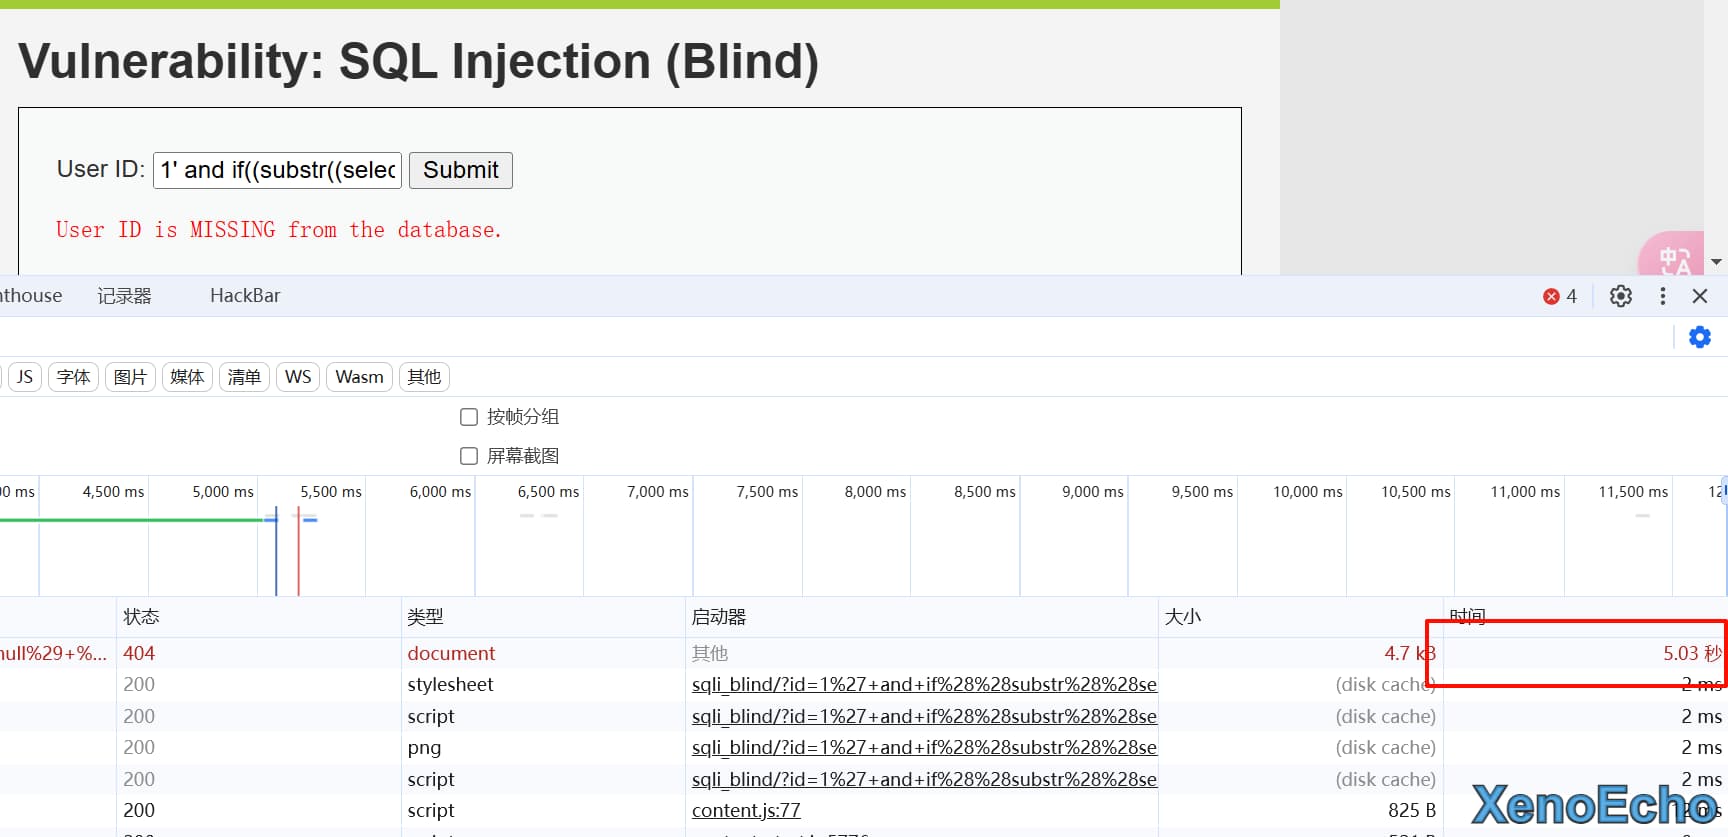 Vulnerability: SQL Injection (Blind)
User ID: 1' and if((substr((selec Submit
User ID is MISSING from the database.
中A
thouse 记录器 HackBar 4
JS 字体 图片 媒体 清单 WS Wasm 其他
按帧分组
屏幕截图
00 ms 4,500 ms 5,000 ms 5,500 ms 6,000 ms 6,500 ms 7,000 ms 7,500 ms 8,000 ms 8,500 ms 9,000 ms 9,500 ms 10,000 ms 10,500 ms 11,000 ms 11,500 ms 12
状态 类型 启动器 大小 时间
null%29+%... 404 document 其他 4.7 kB 5.03 秒
200 stylesheet sqli_blind/?id=1%27+and+if%28%28substr%28%28se (disk cache) 2 ms
200 script sqli_blind/?id=1%27+and+if%28%28substr%28%28se (disk cache) 2 ms
200 png sqli_blind/?id=1%27+and+if%28%28substr%28%28se (disk cache) 2 ms
200 script sqli_blind/?id=1%27+and+if%28%28substr%28%28se (disk cache) 2 ms
200 script content.js:77 825 B 12 ms
XenoEcho